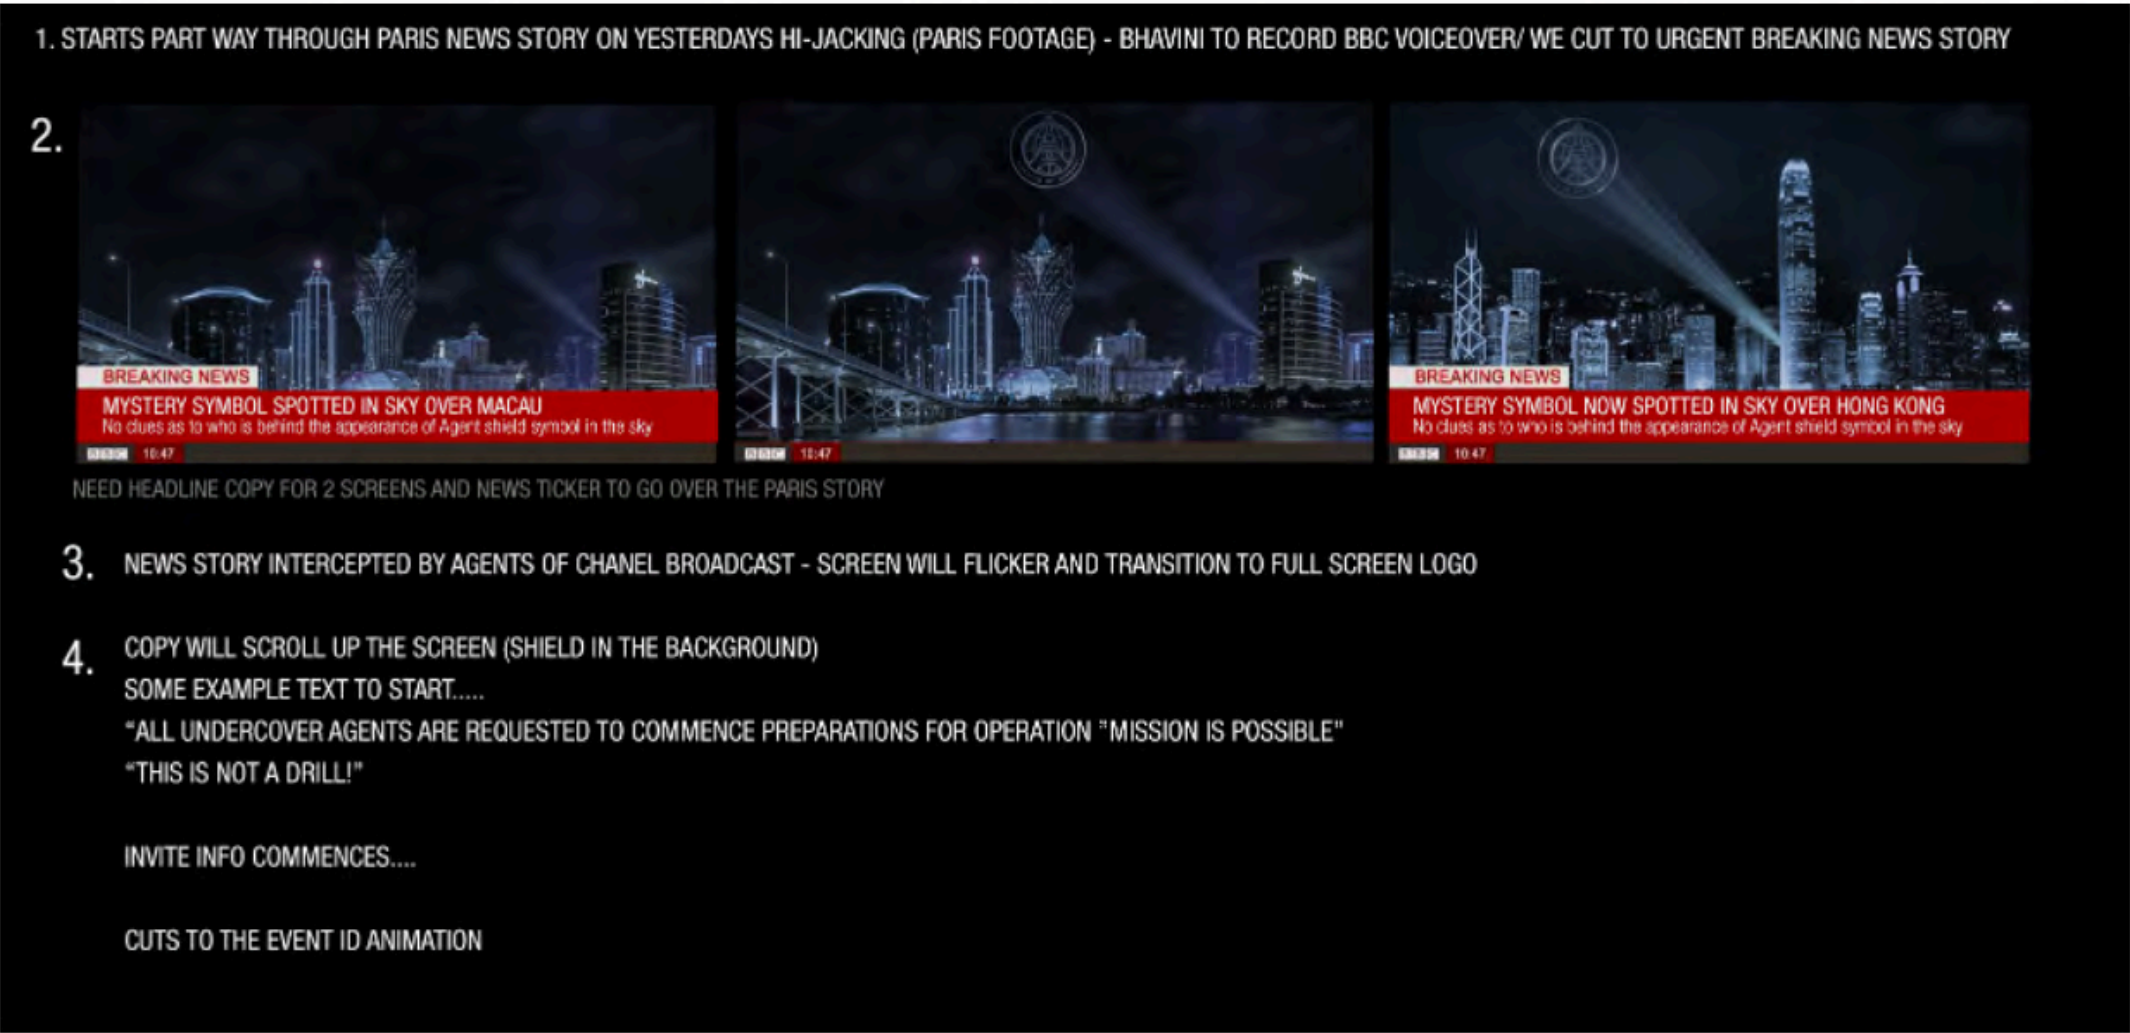 1. STARTS PART WAY THROUGH PARIS NEWS STORY ON YESTERDAYS HI-JACKING (PARIS FOOTAGE) - BHAVINI TO RECORD BBC VOICEOVER/ WE CUT TO URGENT BREAKING NEWS STORY
2.
BREAKING NEWS
MYSTERY SYMBOL SPOTTED IN SKY OVER MACAU
No clues as to who is behind the appearance of Agent shield symbol in the sky
BBC 10:47
BBC 10:47
BREAKING NEWS
MYSTERY SYMBOL NOW SPOTTED IN SKY OVER HONG KONG
No clues as to who is behind the appearance of Agent shield symbol in the sky
BBC 10:47
NEED HEADLINE COPY FOR 2 SCREENS AND NEWS TICKER TO GO OVER THE PARIS STORY
3. NEWS STORY INTERCEPTED BY AGENTS OF CHANEL BROADCAST - SCREEN WILL FLICKER AND TRANSITION TO FULL SCREEN LOGO
4. COPY WILL SCROLL UP THE SCREEN (SHIELD IN THE BACKGROUND)
SOME EXAMPLE TEXT TO START.....
“ALL UNDERCOVER AGENTS ARE REQUESTED TO COMMENCE PREPARATIONS FOR OPERATION "MISSION IS POSSIBLE”
“THIS IS NOT A DRILL!”
INVITE INFO COMMENCES....
CUTS TO THE EVENT ID ANIMATION